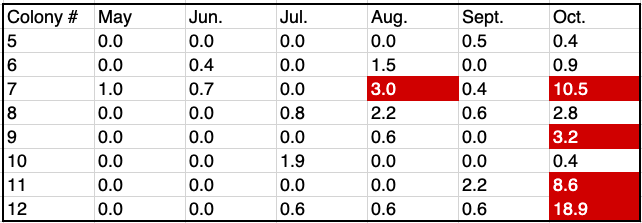 Colony # May Jun. Jul. Aug. Sept. Oct.
5 0.0 0.0 0.0 0.0 0.5 0.4
6 0.0 0.4 0.0 1.5 0.0 0.9
7 1.0 0.7 0.0 3.0 0.4 10.5
8 0.0 0.0 0.8 2.2 0.6 2.8
9 0.0 0.0 0.0 0.6 0.0 3.2
10 0.0 0.0 1.9 0.0 0.0 0.4
11 0.0 0.0 0.0 0.0 2.2 8.6
12 0.0 0.0 0.6 0.6 0.6 18.9